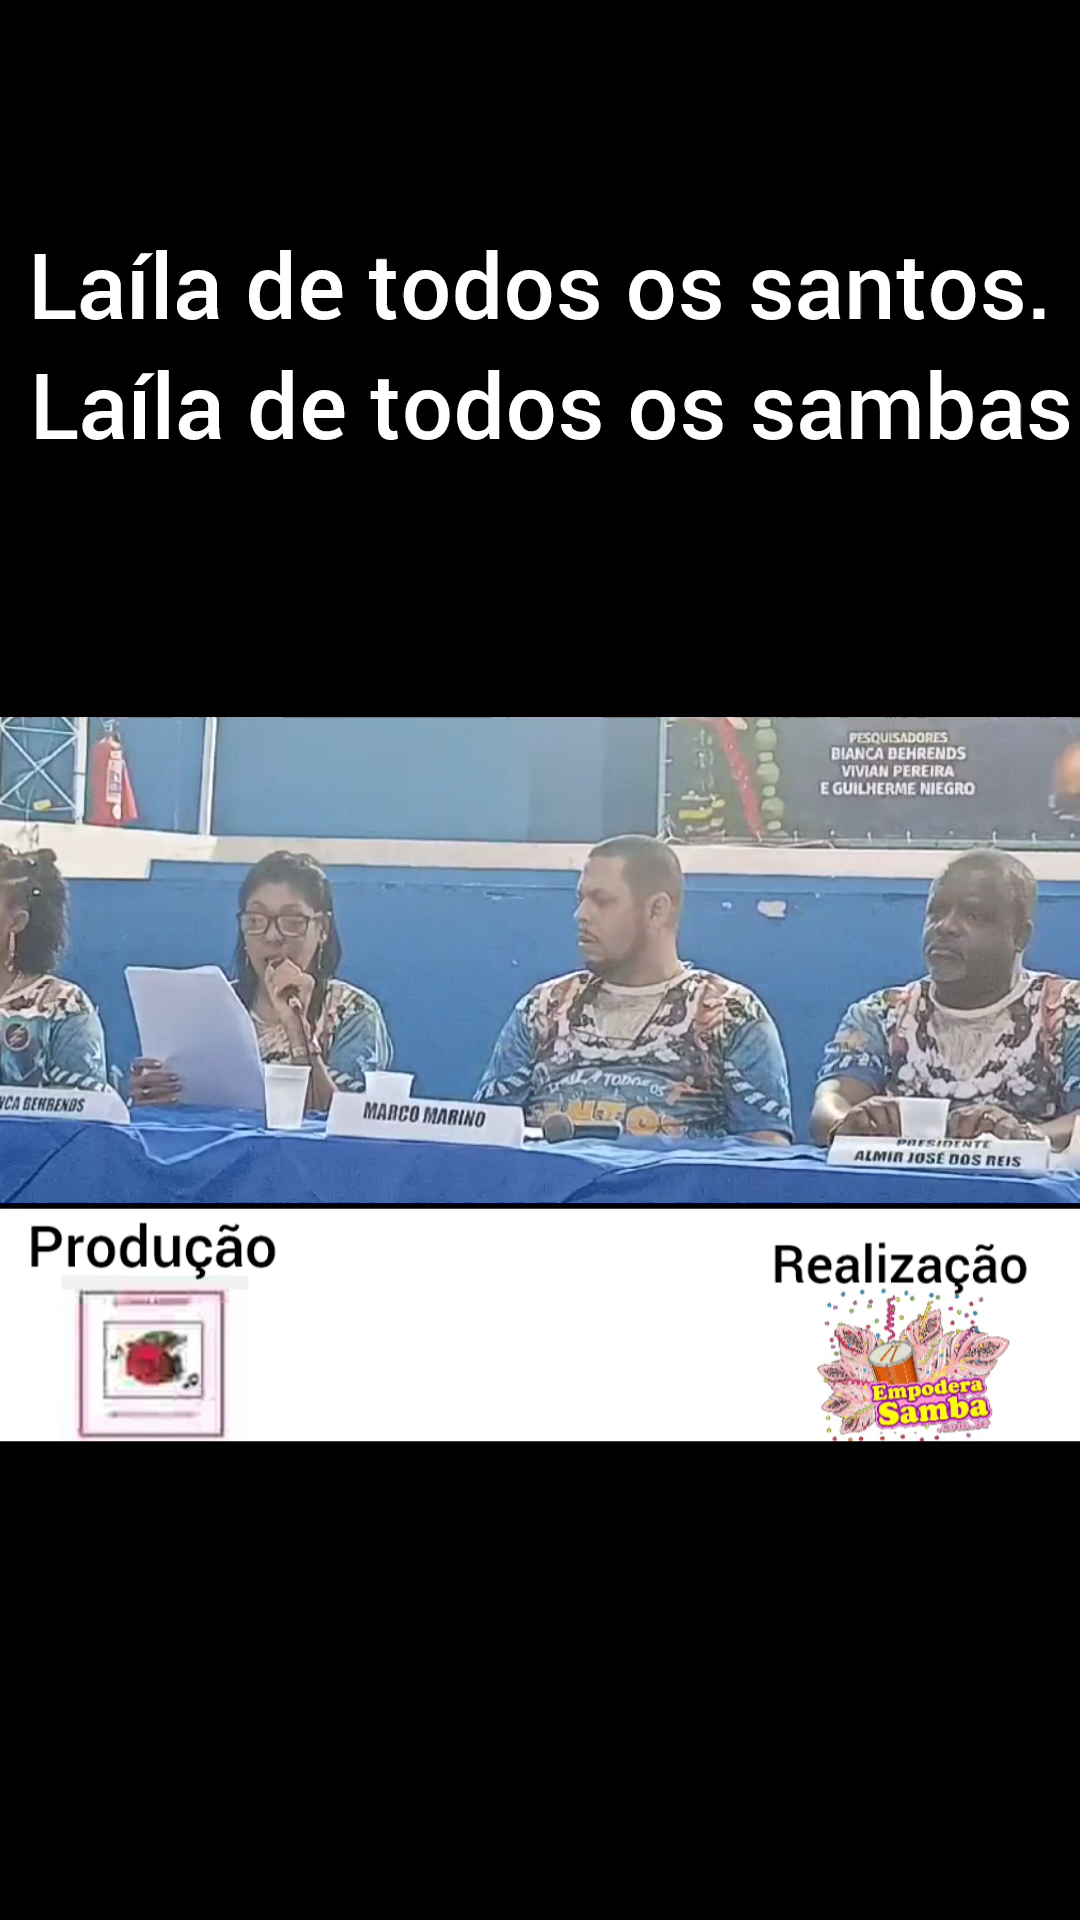 Laíla de todos os santos.
Laíla de todos os sambas
PESQUISADORES
BIANCA BEHRENDS
VIVIAN PEREIRA
E GUILHERME NIEGRO
NCA BEHRENDS
MARCO MARINO
PRESIDENTE
ALMIR JOSÉ DOS REIS
Produção
Realização
Empodera
Samba